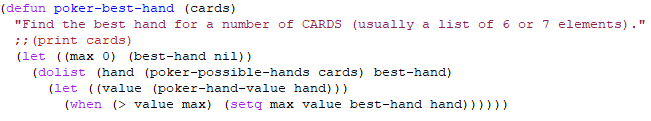 (defun poker-best-hand (cards)
  "Find the best hand for a number of CARDS (usually a list of 6 or 7 elements)."
  ;;(print cards)
  (let ((max 0) (best-hand nil))
    (dolist (hand (poker-possible-hands cards) best-hand)
      (let ((value (poker-hand-value hand)))
        (when (> value max) (setq max value best-hand hand))))))